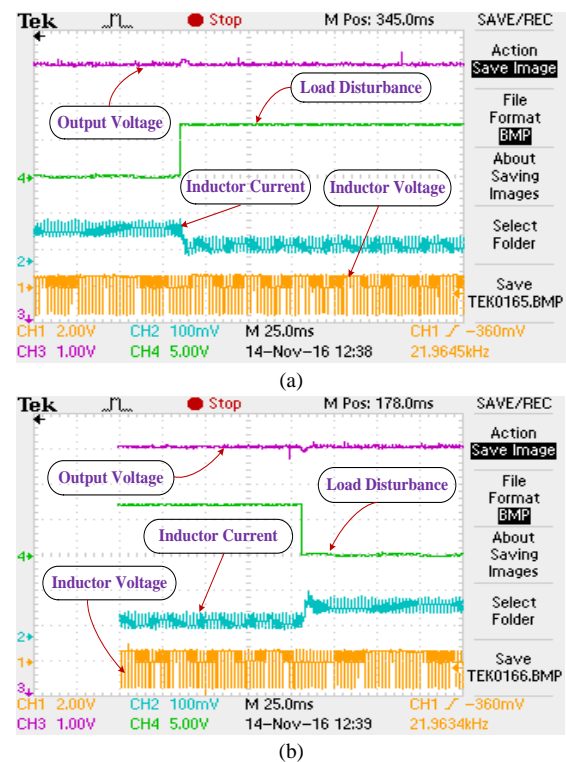 Tek Stop M Pos: 345.0ms SAVE/REC
Action
Save Image
Load Disturbance
File
Format
BMP
Output Voltage
About
Saving
Images
4
Inductor Current Inductor Voltage
Select
Folder
2
1
Save
TEK0165.BMP
3
CH1 2.00V CH2 100mV M 25.0ms CH1 -360mV
CH3 1.00V CH4 5.00V 14-Nov-16 12:38 21.9645kHz
(a)
Tek Stop M Pos: 178.0ms SAVE/REC
Action
Save Image
Output Voltage Load Disturbance
File
Format
BMP
Inductor Current
About
Saving
Images
4
Inductor Voltage
Select
Folder
2
1
Save
TEK0166.BMP
3
CH1 2.00V CH2 100mV M 25.0ms CH1 -360mV
CH3 1.00V CH4 5.00V 14-Nov-16 12:39 21.9634kHz
(b)